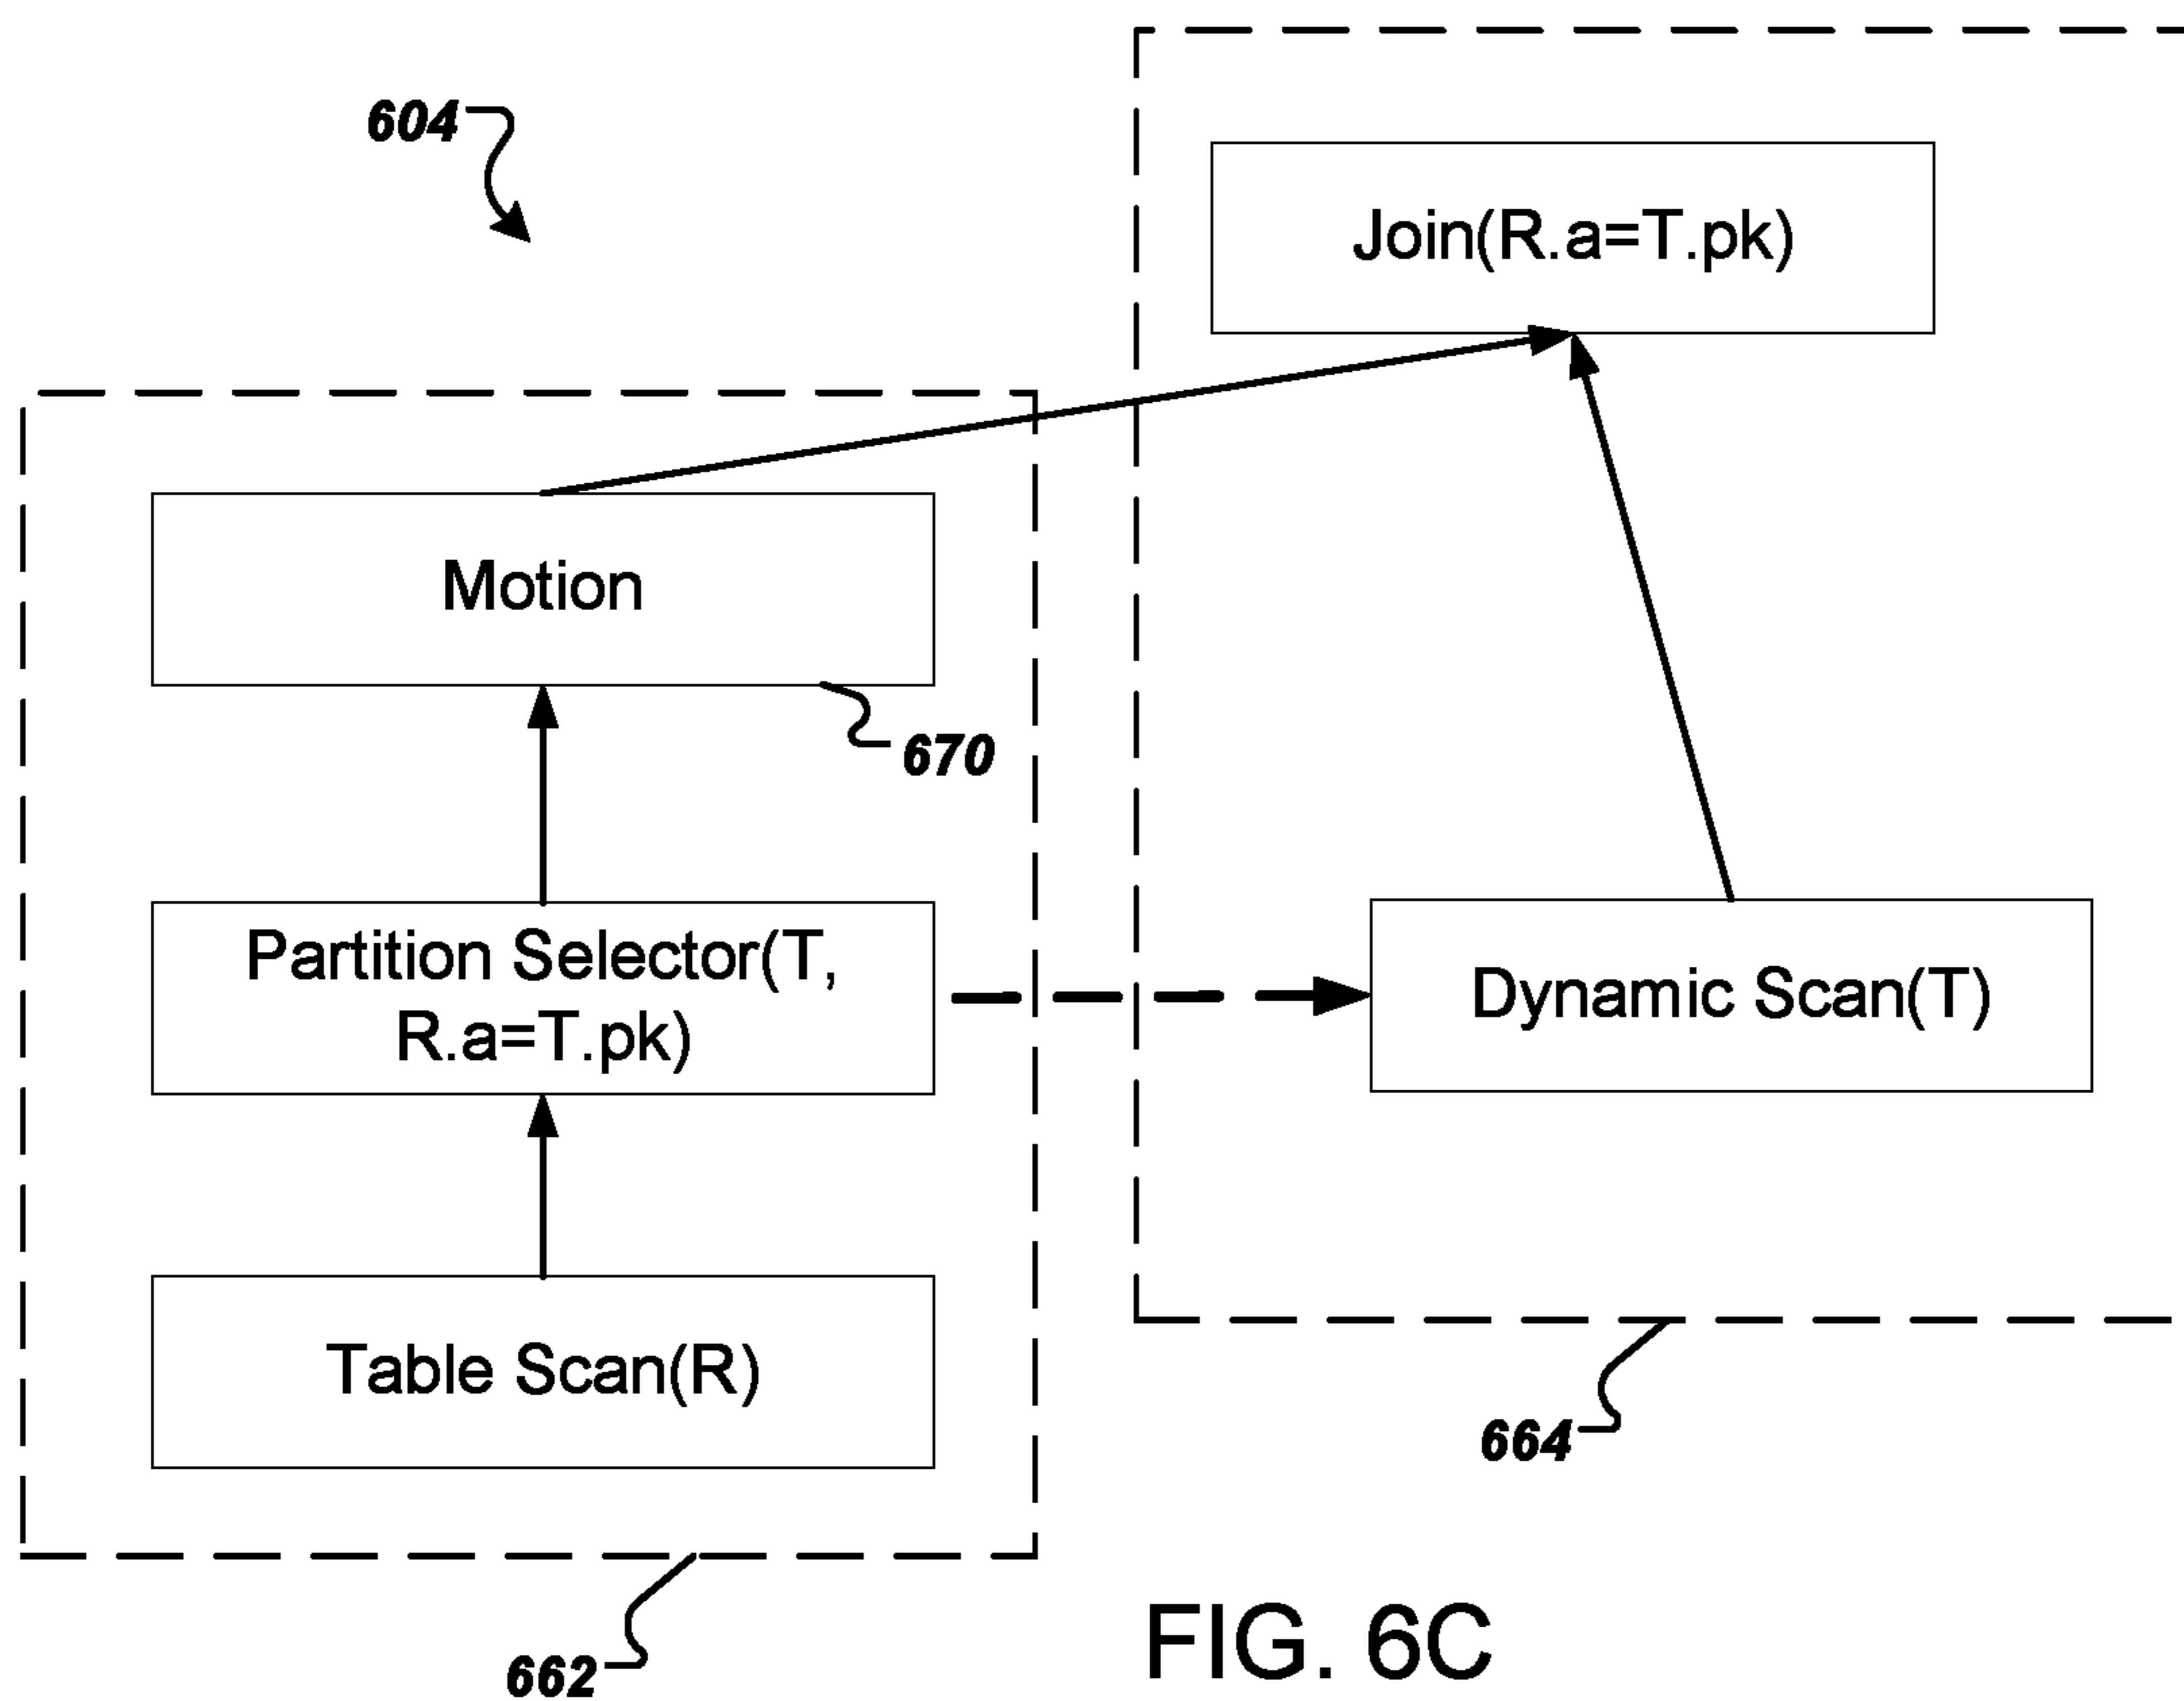 604
Join(R.a=T.pk)
Motion
670
Partition Selector(T,
R.a=T.pk)
Dynamic Scan(T)
Table Scan(R)
664
662
FIG. 6C